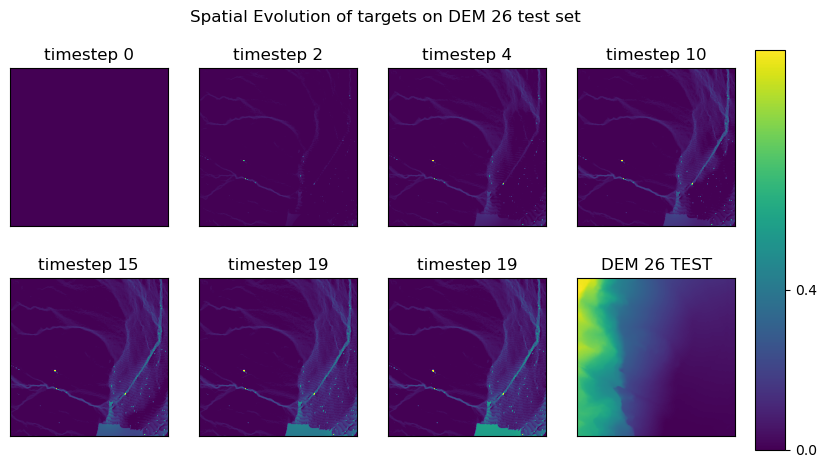 Spatial Evolution of targets on DEM 26 test set
timestep 0
timestep 2
timestep 4
timestep 10
timestep 15
timestep 19
timestep 19
DEM 26 TEST
0.4
0.0